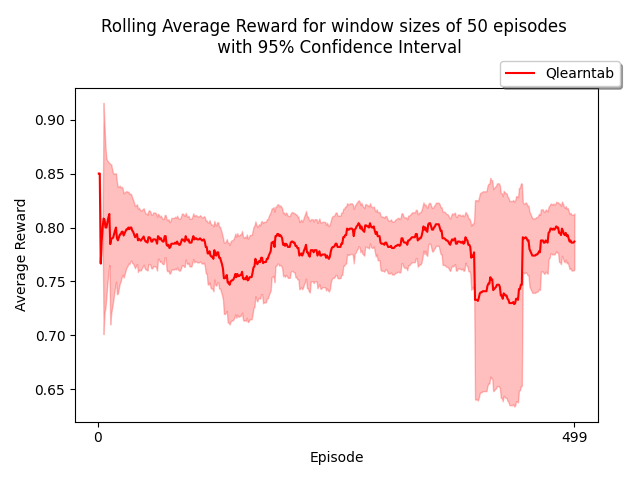 Rolling Average Reward for window sizes of 50 episodes
with 95% Confidence Interval
Qlearntab
Average Reward
0.90
0.85
0.80
0.75
0.70
0.65
0
499
Episode